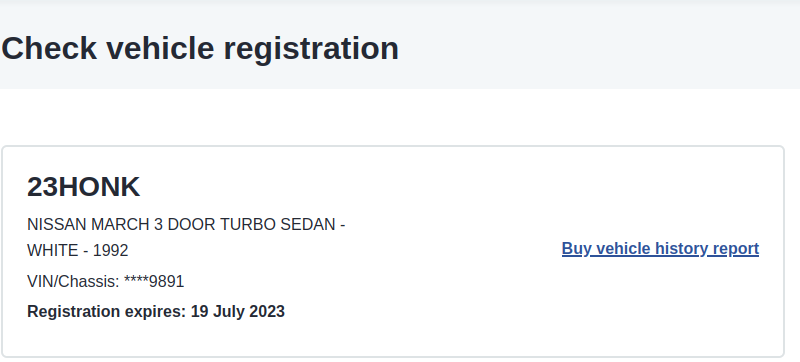 Check vehicle registration
23HONK
NISSAN MARCH 3 DOOR TURBO SEDAN -
WHITE - 1992
Buy vehicle history report
VIN/Chassis: ****9891
Registration expires: 19 July 2023